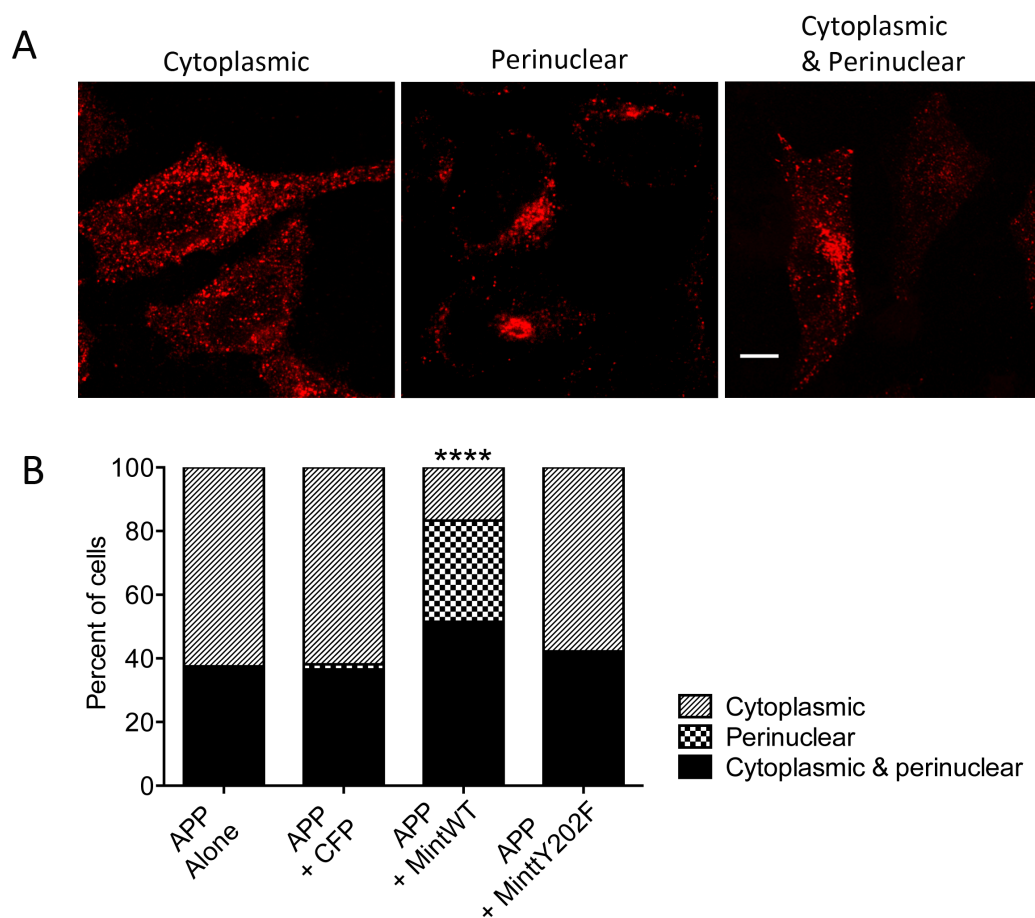 A
Cytoplasmic
Perinuclear
Cytoplasmic
& Perinuclear
B
****
100
80
60
40
20
0
Percent of cells
APP
Alone
APP
+ CFP
APP
+ MintWT
APP
+ MinttY202F
Cytoplasmic
Perinuclear
Cytoplasmic & perinuclear